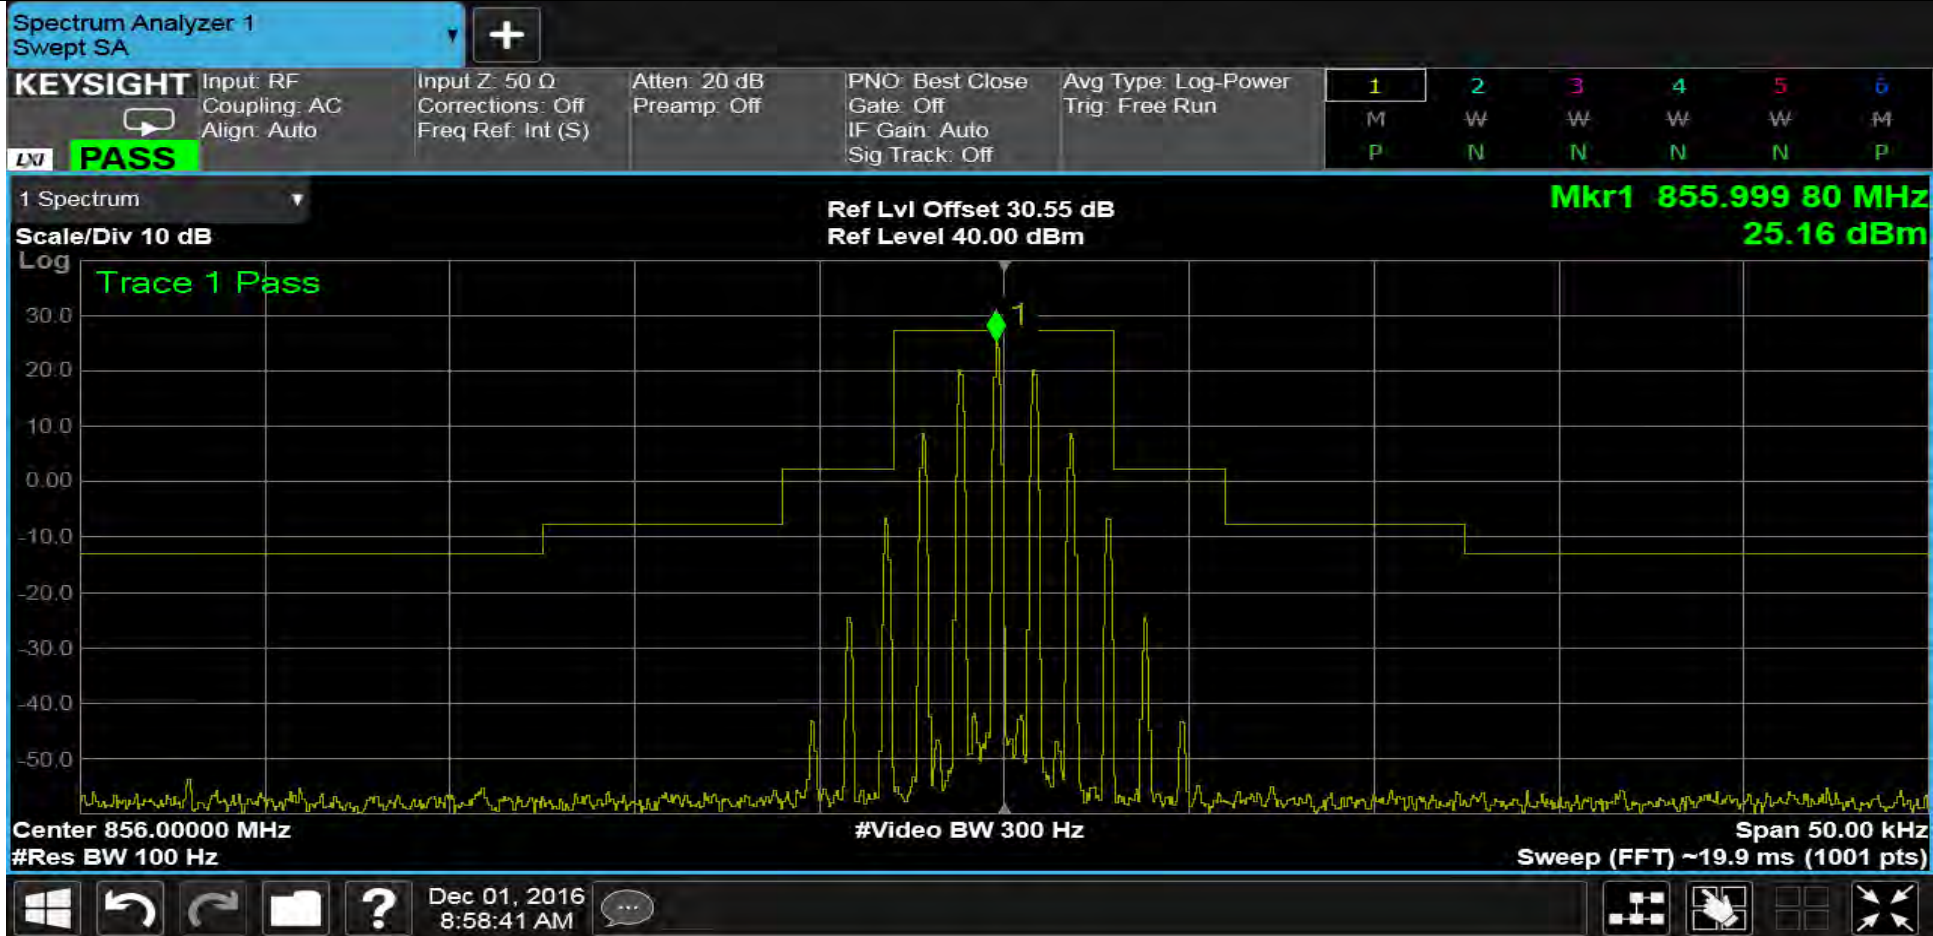 Spectrum Analyzer 1
Swept SA
KEYSIGHT
Input: RF
Coupling: AC
Align: Auto
Input Z: 50 Ω
Corrections: Off
Freq Ref: Int (S)
Atten: 20 dB
Preamp: Off
PNO: Best Close
Gate: Off
IF Gain: Auto
Sig Track: Off
Avg Type: Log-Power
Trig: Free Run
1 2 3 4 5 6
M W W W W M
P N N N N P
LXI
PASS
1 Spectrum
Scale/Div 10 dB
Ref Lvl Offset 30.55 dB
Ref Level 40.00 dBm
Mkr1 855.999 80 MHz
25.16 dBm
Log
Trace 1 Pass
1
30.0
20.0
10.0
0.00
-10.0
-20.0
-30.0
-40.0
-50.0
Center 856.00000 MHz
#Res BW 100 Hz
#Video BW 300 Hz
Span 50.00 kHz
Sweep (FFT) ~19.9 ms (1001 pts)
?
Dec 01, 2016
8:58:41 AM